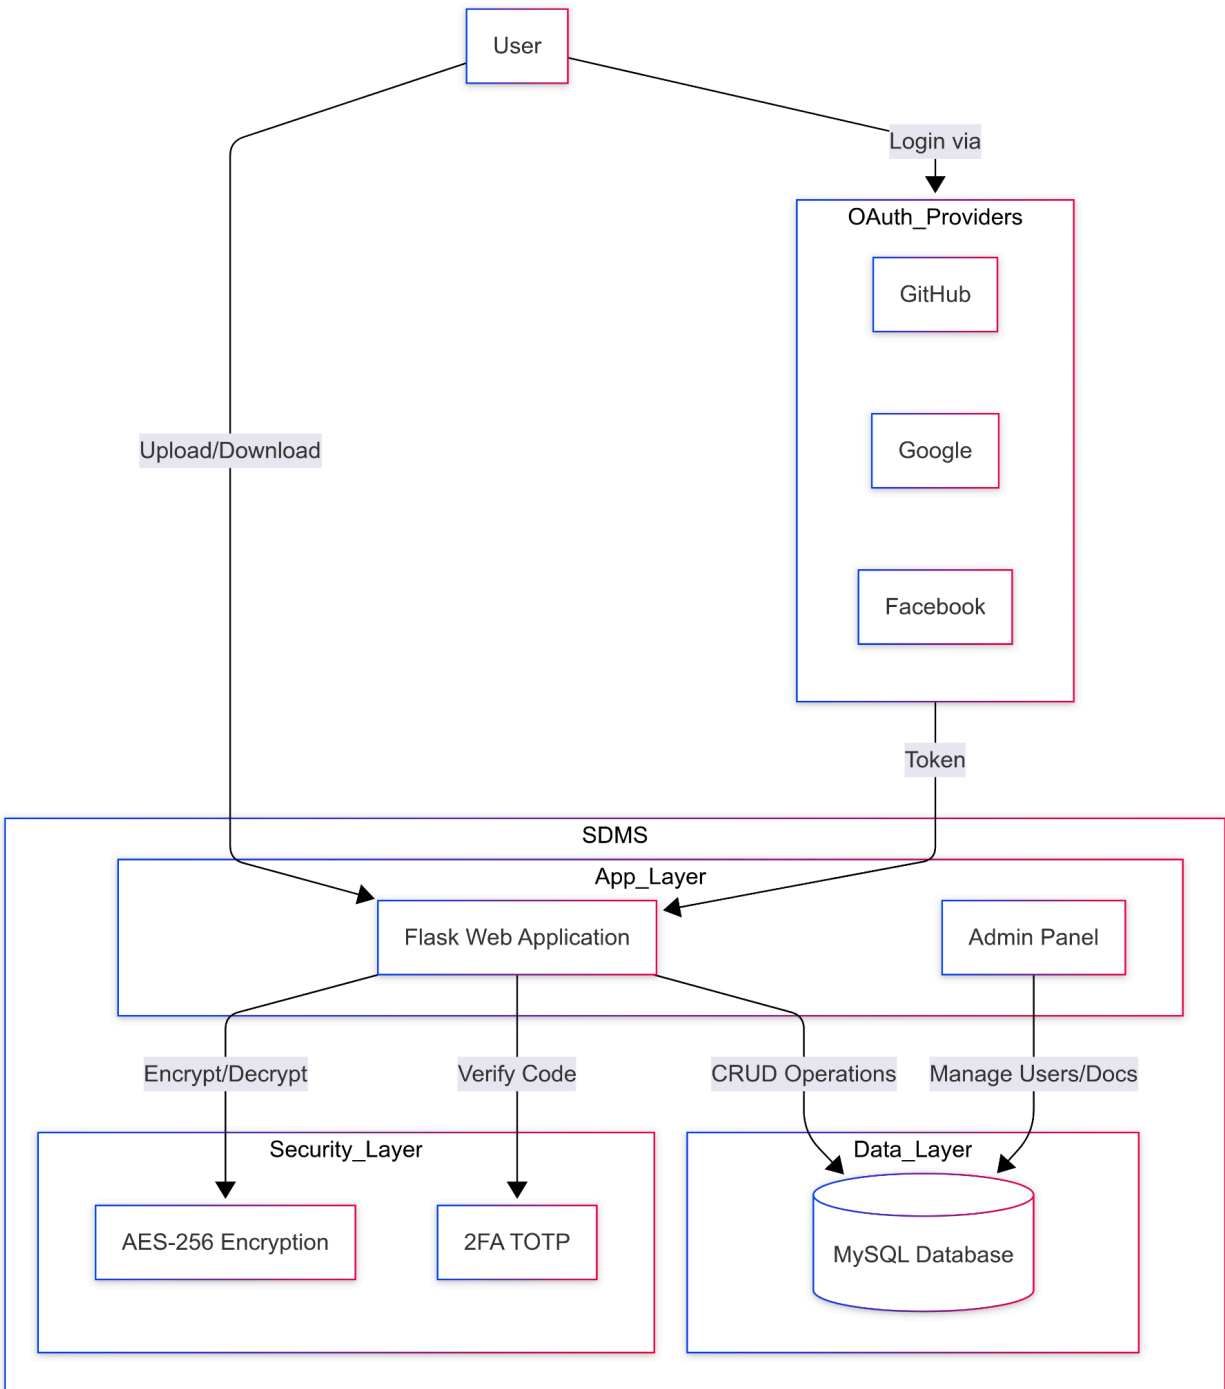 User
Login via
OAuth_Providers
GitHub
Google
Upload/Download
Facebook
Token
SDMS
App_Layer
Flask Web Application
Admin Panel
Encrypt/Decrypt
Verify Code
CRUD Operations
Manage Users/Docs
Security_Layer
Data_Layer
AES-256 Encryption
2FA TOTP
MySQL Database